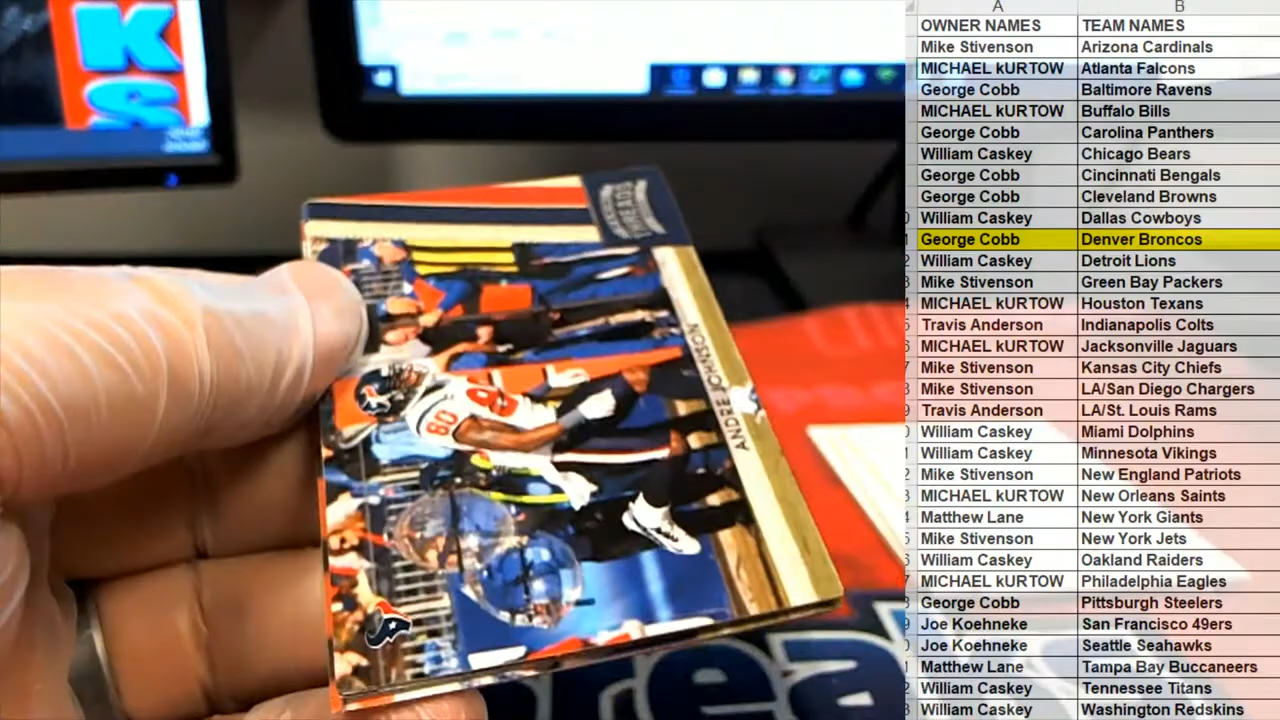 KS
THREADS
ANDRE JOHNSON
80
rea
A B
OWNER NAMES TEAM NAMES
Mike Stivenson Arizona Cardinals
MICHAEL kURTOW Atlanta Falcons
George Cobb Baltimore Ravens
MICHAEL kURTOW Buffalo Bills
George Cobb Carolina Panthers
William Caskey Chicago Bears
George Cobb Cincinnati Bengals
George Cobb Cleveland Browns
William Caskey Dallas Cowboys
George Cobb Denver Broncos
William Caskey Detroit Lions
Mike Stivenson Green Bay Packers
MICHAEL kURTOW Houston Texans
Travis Anderson Indianapolis Colts
MICHAEL kURTOW Jacksonville Jaguars
Mike Stivenson Kansas City Chiefs
Mike Stivenson LA/San Diego Chargers
Travis Anderson LA/St. Louis Rams
William Caskey Miami Dolphins
William Caskey Minnesota Vikings
Mike Stivenson New England Patriots
MICHAEL kURTOW New Orleans Saints
Matthew Lane New York Giants
Mike Stivenson New York Jets
William Caskey Oakland Raiders
MICHAEL kURTOW Philadelphia Eagles
George Cobb Pittsburgh Steelers
Joe Koehneke San Francisco 49ers
Joe Koehneke Seattle Seahawks
Matthew Lane Tampa Bay Buccaneers
William Caskey Tennessee Titans
William Caskey Washington Redskins